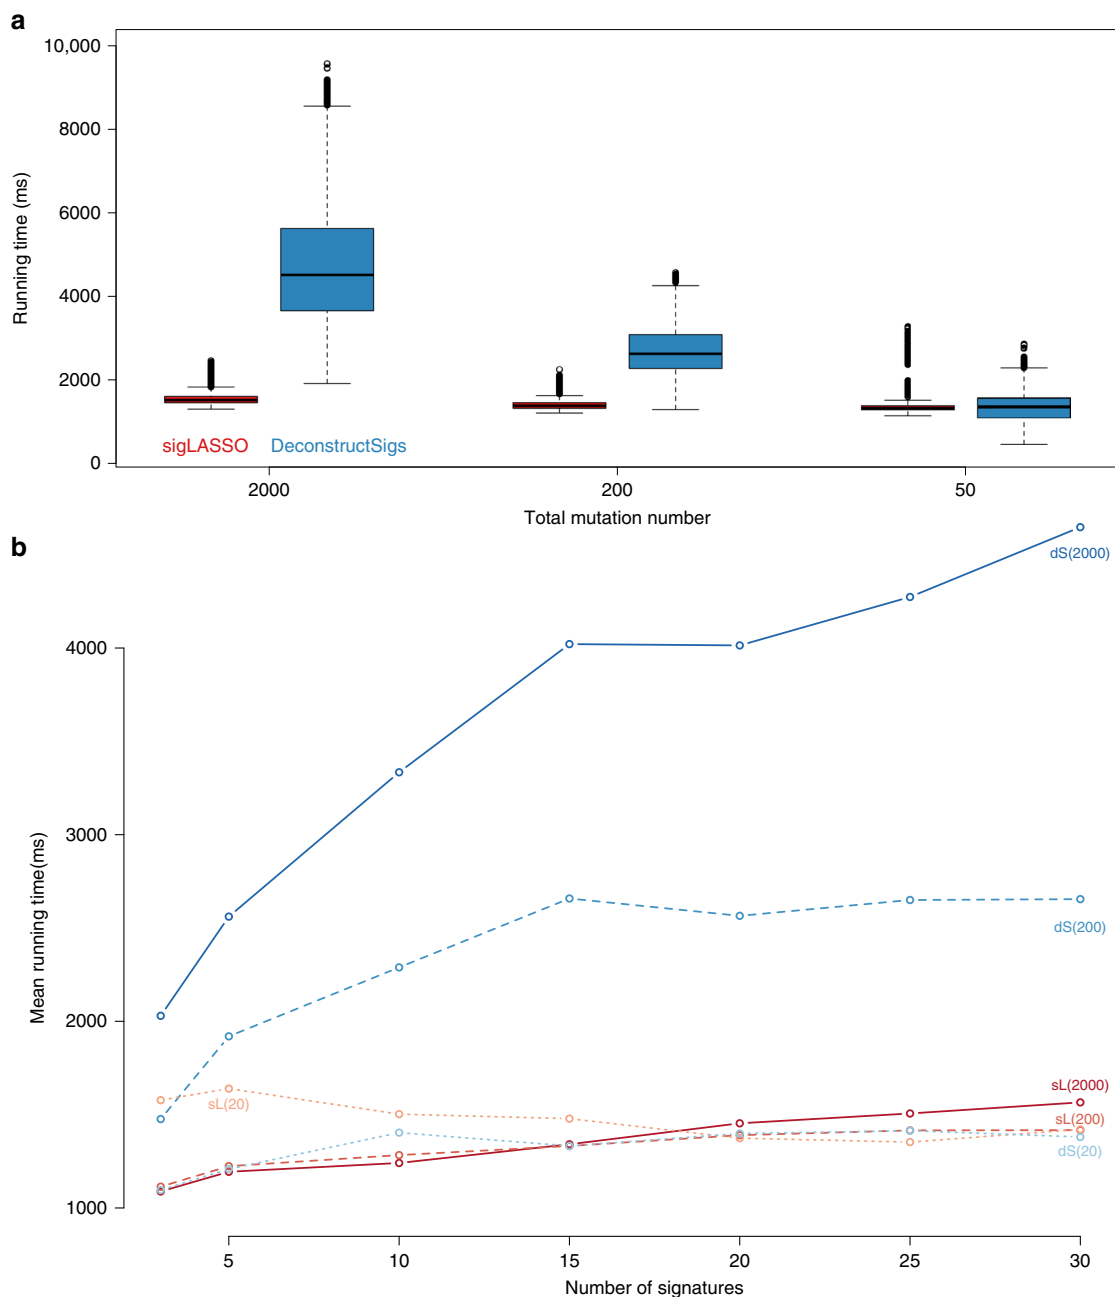 a
10,000
8000
6000
4000
2000
0
Running time (ms)
sigLASSO DeconstructSigs
2000 200 50
Total mutation number
b
dS(2000)
4000
3000
2000
1000
Mean running time(ms)
dS(200)
sL(20)
sL(2000)
sL(200)
dS(20)
5 10 15 20 25 30
Number of signatures